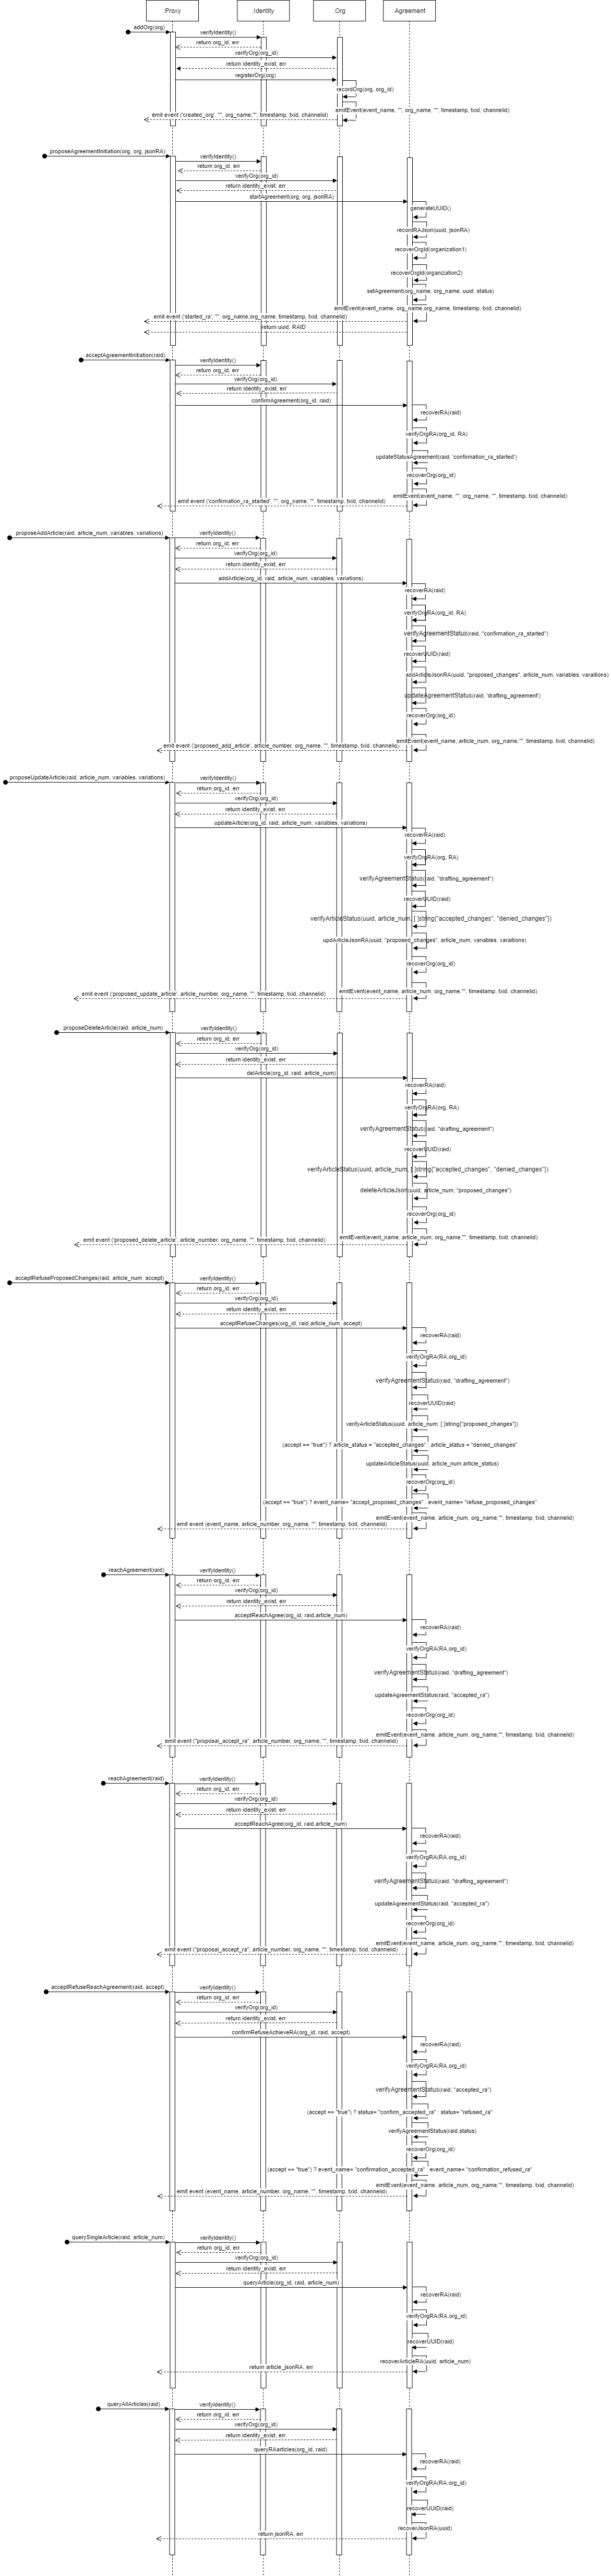 :Proxy
:Identity
:Org
:Agreement
addOrg(org)
verifyIdentity()
return org_id, err
verifyOrg(org_id)
return identity_exist, err
registerOrg(org)
recordOrg(org, org_id)
emitEvent(event_name, "", org_name, "", timestamp, txid, channelid)
emit event ('created_org', "", org_name,"", timestamp, txid, channelid)
proposeAgreementInitiation(org, org, jsonRA)
verifyIdentity()
return org_id, err
verifyOrg(org_id)
return identity_exist, err
startAgreement(org, org, jsonRA)
generateUUID()
recordRAJson(uuid, jsonRA)
recoverOrgId(organization1)
recoverOrgId(organization2)
setAgreement(org_name, org_name, uuid, status)
emitEvent(event_name, org_name,org_name, timestamp, txid, channelid)
emit event ('started_ra', "", org_name,org_name, timestamp, txid, channelid)
return uuid, RAID
acceptAgreementInitiation(raid)
verifyIdentity()
return org_id, err
verifyOrg(org_id)
return identity_exist, err
confirmAgreement(org_id, raid)
recoverRA(raid)
verifyOrgRA(org_id, RA)
updateStatusAgreement(raid, 'confirmation_ra_started')
recoverOrg(org_id)
emitEvent(event_name, "", org_name, "", timestamp, txid, channelid)
emit event ('confirmation_ra_started', "", org_name, "", timestamp, txid, channelid)
proposeAddArticle(raid, article_num, variables, variations)
verifyIdentity()
return org_id, err
verifyOrg(org_id)
return identity_exist, err
addArticle(org_id, raid, article_num, variables, variations)
recoverRA(raid)
verifyOrgRA(org_id, RA)
verifyAgreementStatus(raid, "confirmation_ra_started")
recoverUUID(raid)
addArticleJsonRA(uuid, "proposed_changes", article_num, variables, varaitions)
updateAgreementStatus(raid, 'drafting_agreement')
recoverOrg(org_id)
emitEvent(event_name, article_num, org_name,"", timestamp, txid, channelid)
emit event ('proposed_add_article', article_number, org_name, "", timestamp, txid, channelid)
proposeUpdateArticle(raid, article_num, variables, variations)
verifyIdentity()
return org_id, err
verifyOrg(org_id)
return identity_exist, err
updateArticle(org_id, raid, article_num, variables, variations)
recoverRA(raid)
verifyOrgRA(org, RA)
verifyAgreementStatus(raid, "drafting_agreement")
recoverUUID(raid)
verifyArticleStatus(uuid, article_num, [ ]string{"accepted_changes", "denied_changes"})
updArticleJsonRA(uuid, "proposed_changes", article_num, variables, varaitions)
recoverOrg(org_id)
emitEvent(event_name, article_num, org_name,"", timestamp, txid, channelid)
emit event ('proposed_update_article', article_number, org_name, "", timestamp, txid, channelid)
proposeDeleteArticle(raid, article_num)
verifyIdentity()
return org_id, err
verifyOrg(org_id)
return identity_exist, err
delArticle(org_id, raid, article_num)
recoverRA(raid)
verifyOrgRA(org, RA)
verifyAgreementStatus(raid, "drafting_agreement")
recoverUUID(raid)
verifyArticleStatus(uuid, article_num, [ ]string{"accepted_changes", "denied_changes"})
deleteArticleJson(uuid, article_num, "proposed_changes")
recoverOrg(org_id)
emitEvent(event_name, article_num, org_name,"", timestamp, txid, channelid)
emit event ('proposed_delete_article', article_number, org_name, "", timestamp, txid, channelid)
acceptRefuseProposedChanges(raid, article_num, accept)
verifyIdentity()
return org_id, err
verifyOrg(org_id)
return identity_exist, err
acceptRefuseChanges(org_id, raid,article_num, accept)
recoverRA(raid)
verifyOrgRA(RA,org_id)
verifyAgreementStatus(raid, "drafting_agreement")
recoverUUID(raid)
verifyArticleStatus(uuid, article_num, [ ]string{"proposed_changes"})
(accept == "true") ? article_status = "accepted_changes" : article_status = "denied_changes"
updateArticleStatus(uuid, article_num,article_status)
recoverOrg(org_id)
(accept == "true") ? event_name= "accept_proposed_changes" : event_name= "refuse_proposed_changes"
emitEvent(event_name, article_num, org_name,"", timestamp, txid, channelid)
emit event (event_name, article_number, org_name, "", timestamp, txid, channelid)
reachAgreement(raid)
verifyIdentity()
return org_id, err
verifyOrg(org_id)
return identity_exist, err
acceptReachAgree(org_id, raid,article_num)
recoverRA(raid)
verifyOrgRA(RA,org_id)
verifyAgreementStatus(raid, "drafting_agreement")
updateAgreementStatus(raid, "accepted_ra")
recoverOrg(org_id)
emitEvent(event_name, article_num, org_name,"", timestamp, txid, channelid)
emit event ("proposal_accept_ra", article_number, org_name, "", timestamp, txid, channelid)
reachAgreement(raid)
verifyIdentity()
return org_id, err
verifyOrg(org_id)
return identity_exist, err
acceptReachAgree(org_id, raid,article_num)
recoverRA(raid)
verifyOrgRA(RA,org_id)
verifyAgreementStatus(raid, "drafting_agreement")
updateAgreementStatus(raid, "accepted_ra")
recoverOrg(org_id)
emitEvent(event_name, article_num, org_name,"", timestamp, txid, channelid)
emit event ("proposal_accept_ra", article_number, org_name, "", timestamp, txid, channelid)
acceptRefuseReachAgreement(raid, accept)
verifyIdentity()
return org_id, err
verifyOrg(org_id)
return identity_exist, err
confirmRefuseAchieveRA(org_id, raid, accept)
recoverRA(raid)
verifyOrgRA(RA,org_id)
verifyAgreementStatus(raid, "accepted_ra")
(accept == "true") ? status= "confirm_accepted_ra" : status= "refused_ra"
verifyAgreementStatus(raid,status)
recoverOrg(org_id)
(accept == "true") ? event_name= "confirmation_accepted_ra" : event_name= "confirmation_refused_ra"
emitEvent(event_name, article_num, org_name,"", timestamp, txid, channelid)
emit event (event_name, article_number, org_name, "", timestamp, txid, channelid)
querySingleArticle(raid, article_num)
verifyIdentity()
return org_id, err
verifyOrg(org_id)
return identity_exist, err
queryArticle(org_id, raid, article_num)
recoverRA(raid)
verifyOrgRA(RA,org_id)
recoverUUID(raid)
recoverArticleRA(uuid, article_num)
return article_jsonRA, err
queryAllArticles(raid)
verifyIdentity()
return org_id, err
verifyOrg(org_id)
return identity_exist, err
queryRAarticles(org_id, raid)
recoverRA(raid)
verifyOrgRA(RA,org_id)
recoverUUID(raid)
recoverJsonRA(uuid)
return jsonRA, err